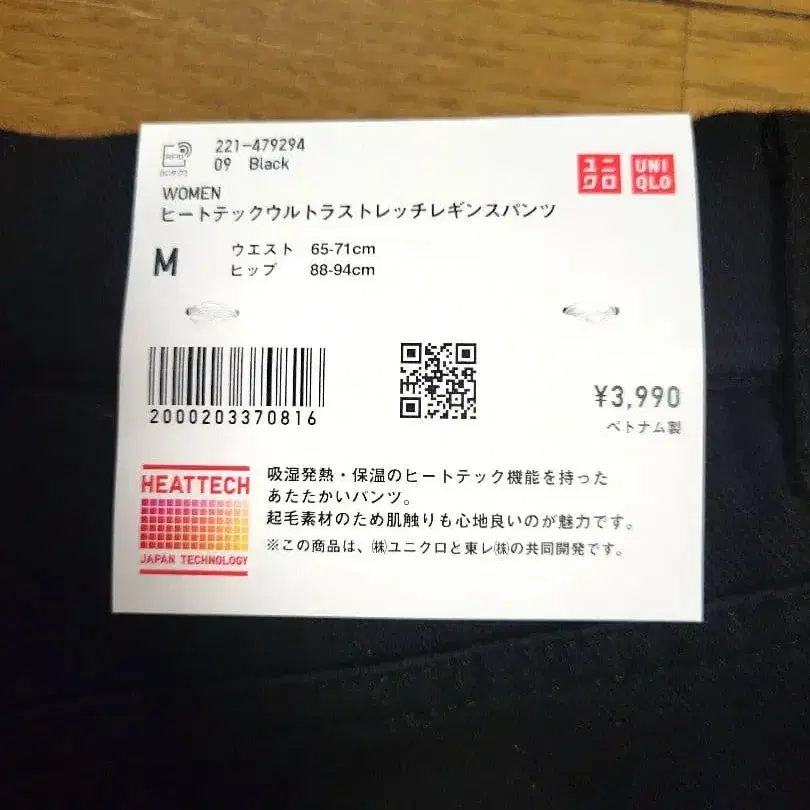 221-479294
09 Black
ユニクロ
UNIQLO
WOMEN
ヒートテックウルトラストレッチレギンスパンツ
M
ウエスト 65-71cm
ヒップ 88-94cm
2000203370816
¥3,990
ベトナム製
HEATTECH
JAPAN TECHNOLOGY
吸湿発熱・保温のヒートテック機能を持った
あたたかいパンツ。
起毛素材のため肌触りも心地良いのが魅力です。
※この商品は、㈱ユニクロと東レ㈱の共同開発です。